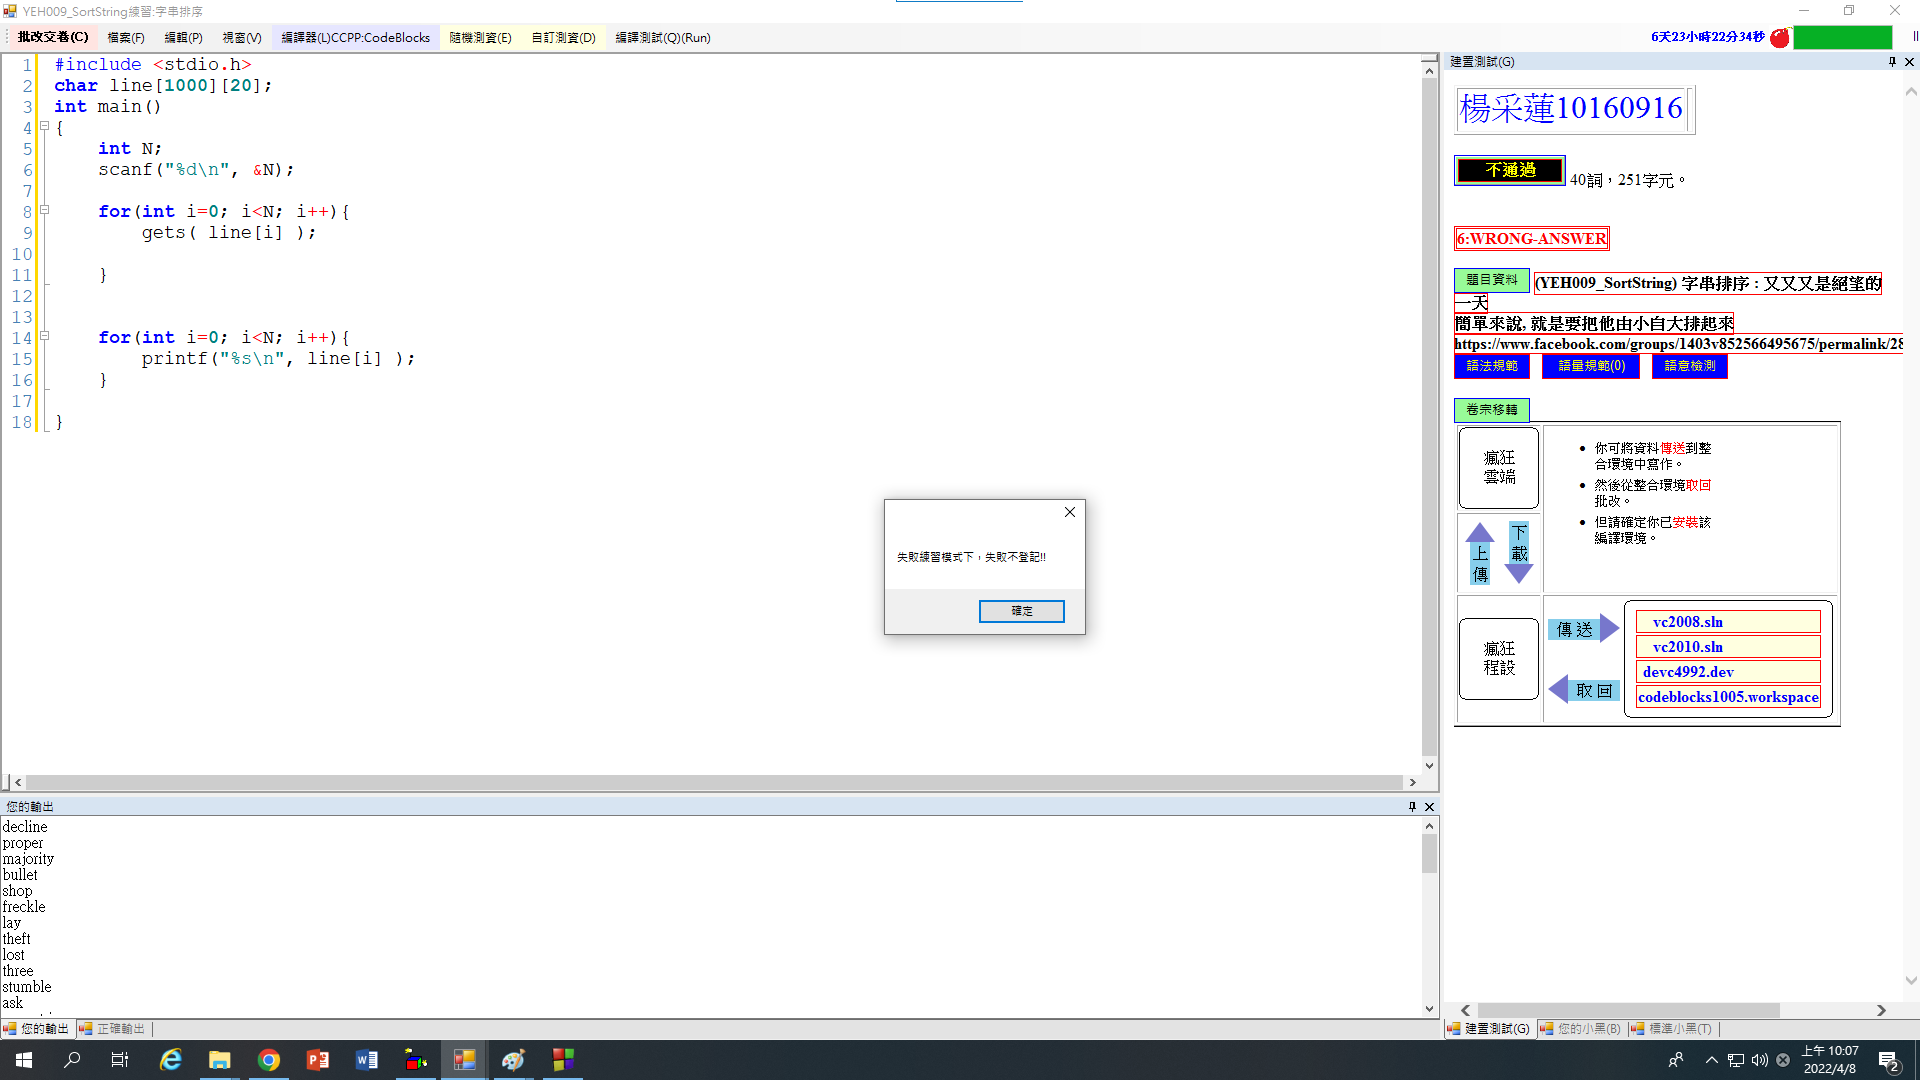 YEH009_SortString練習:字串排序
批改交卷(C) 檔案(F) 編輯(P) 視窗(V) 編譯器(L)CCPP:CodeBlocks 隨機測資(E) 自訂測資(D) 編譯測試(Q)(Run)
6天23小時22分34秒
1 #include <stdio.h>
2 char line[1000][20];
3 int main()
4 {
5 int N;
6 scanf("%d\n", &N);
7
8 for(int i=0; i<N; i++){
9 gets( line[i] );
10
11 }
12
13
14 for(int i=0; i<N; i++){
15 printf("%s\n", line[i] );
16 }
17
18 }
失敗練習模式下，失敗不登記!!
確定
您的輸出
decline
proper
majority
bullet
shop
freckle
lay
theft
lost
three
stumble
ask
您的輸出 正確輸出
建置測試(G)
楊采蓮10160916
不通過 40詞，251字元。
6:WRONG-ANSWER
題目資料 (YEH009_SortString) 字串排序 : 又又又是絕望的
一天
簡單來說, 就是要把他由小自大排起來
https://www.facebook.com/groups/1403v852566495675/permalink/28
語法規範 語量規範(0) 語意檢測
卷宗移轉
瘋狂
雲端
你可將資料傳送到整
合環境中寫作。
然後從整合環境取回
批改。
但請確定你已安裝該
編譯環境。
上傳
下載
瘋狂
程設
傳送
取回
vc2008.sln
vc2010.sln
devc4992.dev
codeblocks1005.workspace
建置測試(G) 您的小黑(B) 標準小黑(T)
上午 10:07
2022/4/8
2